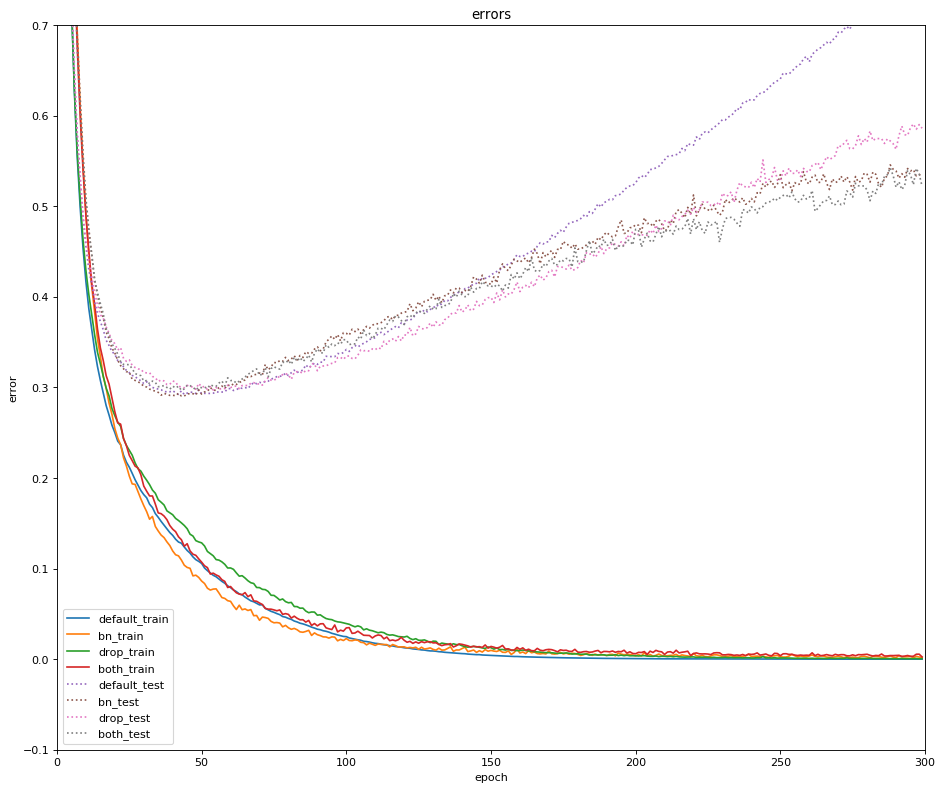 errors
error
0.7
0.6
0.5
0.4
0.3
0.2
0.1
0.0
−0.1
default_train
bn_train
drop_train
both_train
default_test
bn_test
drop_test
both_test
0
50
100
150
200
250
300
epoch